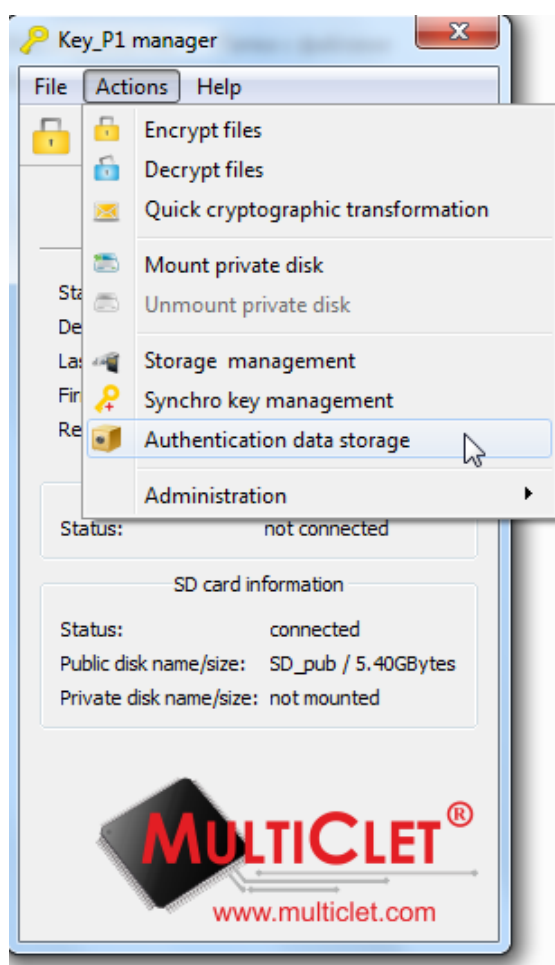 Key_P1 manager
File Actions Help
Encrypt files
Decrypt files
Quick cryptographic transformation
Mount private disk
Unmount private disk
Storage management
Synchro key management
Authentication data storage
Administration
Status: not connected
SD card information
Status: connected
Public disk name/size: SD_pub / 5.40GBytes
Private disk name/size: not mounted
MULTICLET®
www.multiclet.com